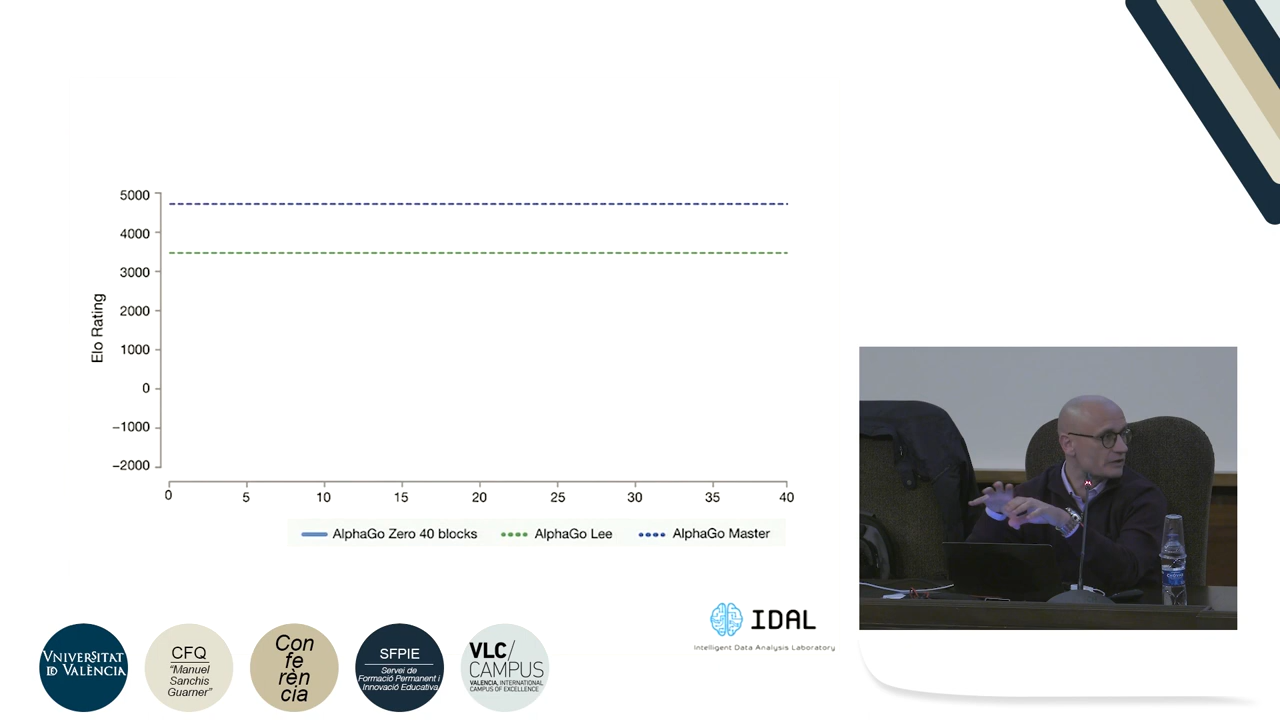 5000
4000
3000
2000
1000
0
−1000
−2000
Elo Rating
0 5 10 15 20 25 30 35 40
AlphaGo Zero 40 blocks AlphaGo Lee AlphaGo Master
IDAL
Intelligent Data Analysis Laboratory
VNIVERSITAT
ID VALÈNCIA
CFQ
"Manuel
Sanchis
Guarner"
Con
fe
rèn
cia
SFPIE
Servei de
Formació Permanent i
Innovació Educativa
VLC/
CAMPUS
VALENCIA, INTERNATIONAL
CAMPUS OF EXCELLENCE